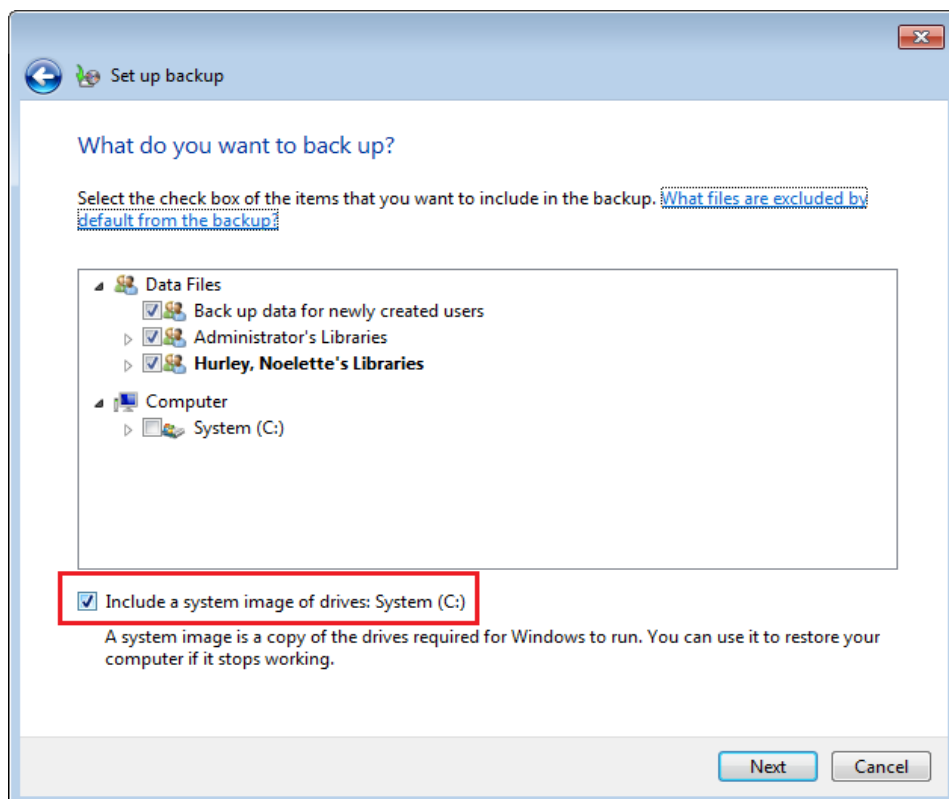 Set up backup
What do you want to back up?
Select the check box of the items that you want to include in the backup. What files are excluded by
default from the backup?
Data Files
Back up data for newly created users
Administrator's Libraries
Hurley, Noelette's Libraries
Computer
System (C:)
Include a system image of drives: System (C:)
A system image is a copy of the drives required for Windows to run. You can use it to restore your
computer if it stops working.
Next Cancel